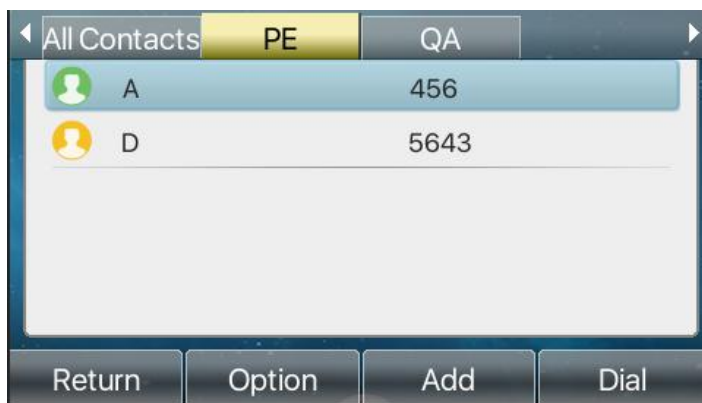 All Contacts PE QA
A 456
D 5643
Return Option Add Dial